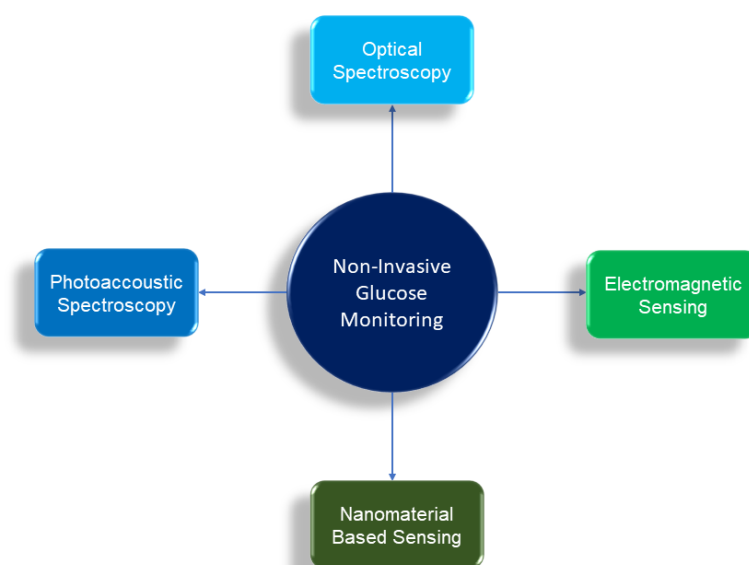 Optical
Spectroscopy
Photoaccoustic
Spectroscopy
Non-Invasive
Glucose
Monitoring
Electromagnetic
Sensing
Nanomaterial
Based Sensing